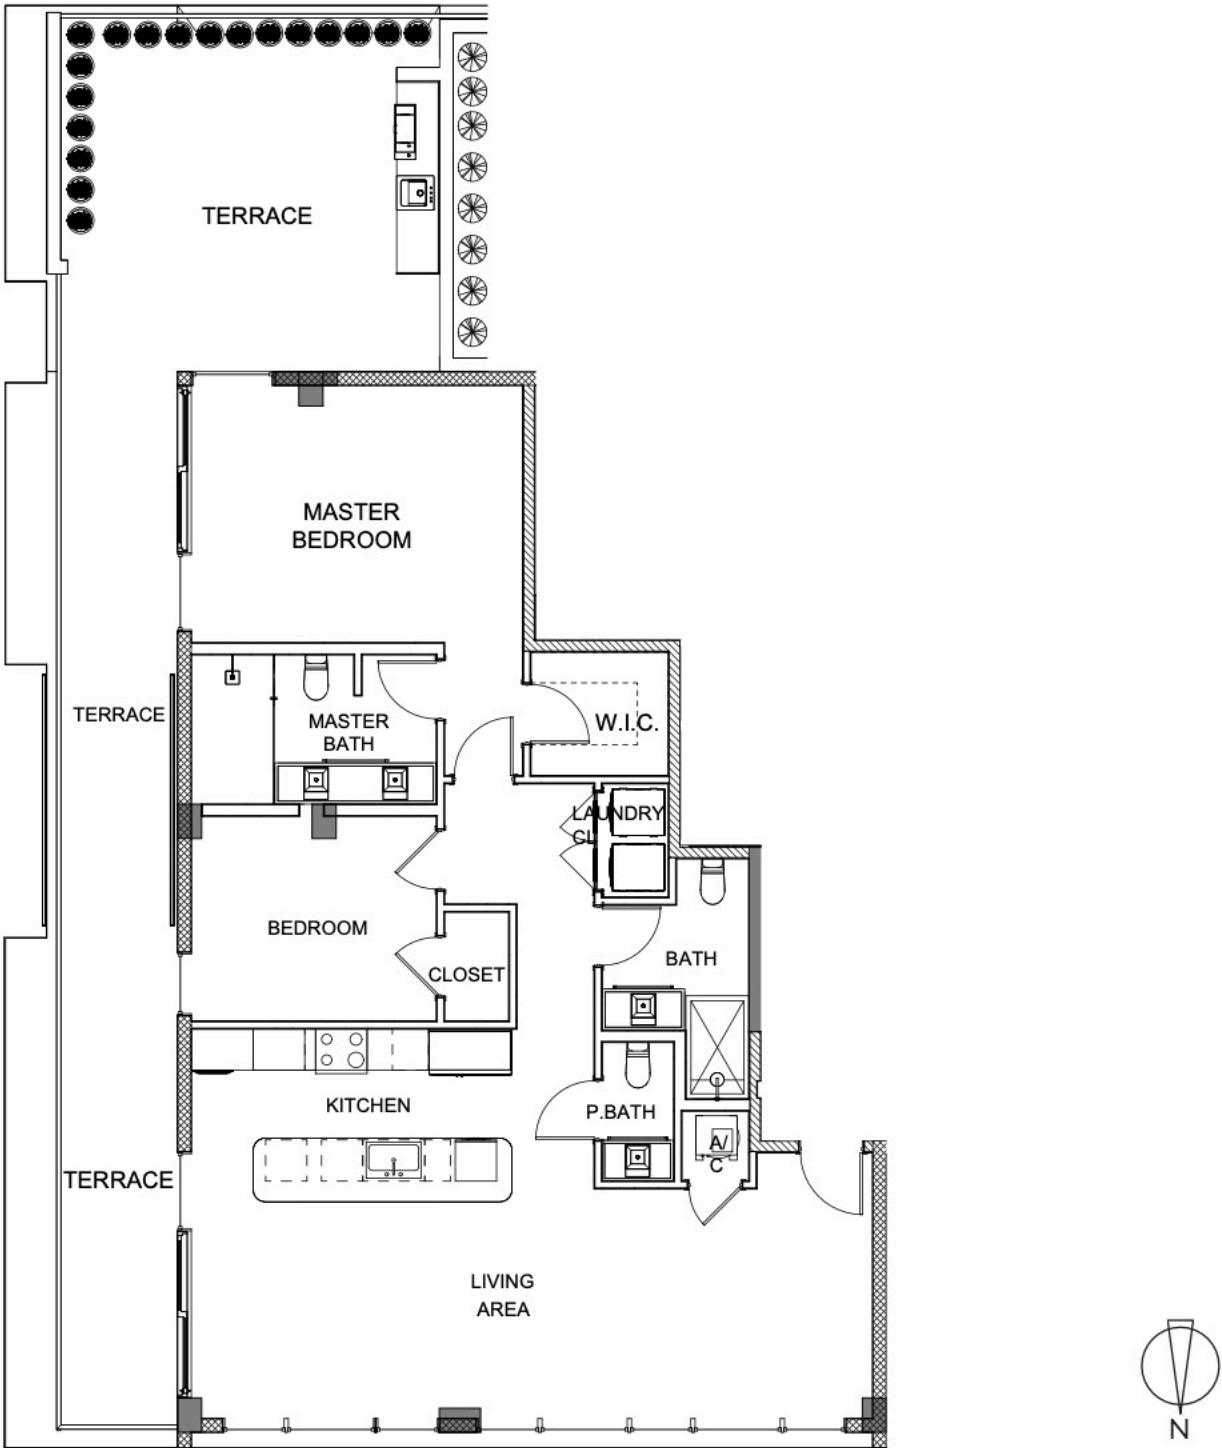 TERRACE
MASTER
BEDROOM
TERRACE
MASTER
BATH
W.I.C.
LAUNDRY
CL
BEDROOM
CLOSET
BATH
KITCHEN
P.BATH
A/
C
TERRACE
LIVING
AREA
N